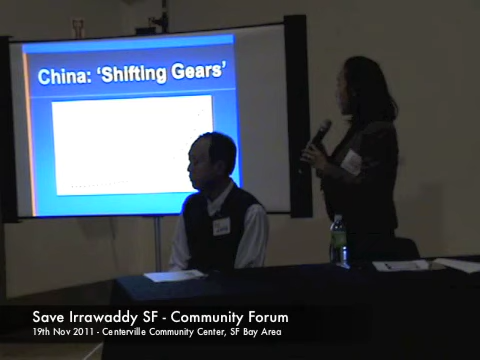 China: 'Shifting Gears'
Save Irrawaddy SF - Community Forum
19th Nov 2011 - Centerville Community Center, SF Bay Area